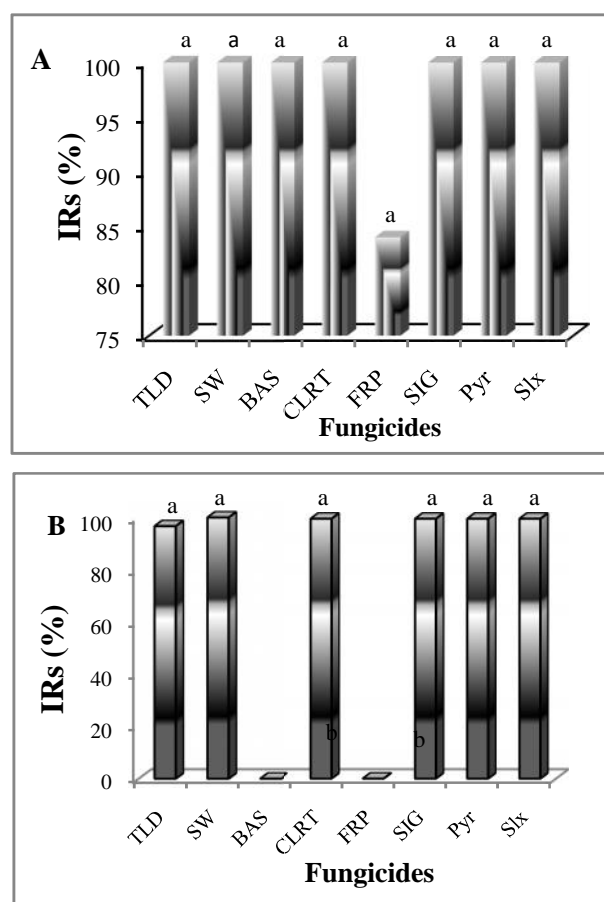 a a a a a a a a
A
100
95
90
85
80
75
IRs (%)
TLD SW BAS CLRT FRP SIG Pyr Slx
Fungicides
a a a a a a
B
100
80
60
40
20
0
b b
IRs (%)
TLD SW BAS CLRT FRP SIG Pyr Slx
Fungicides